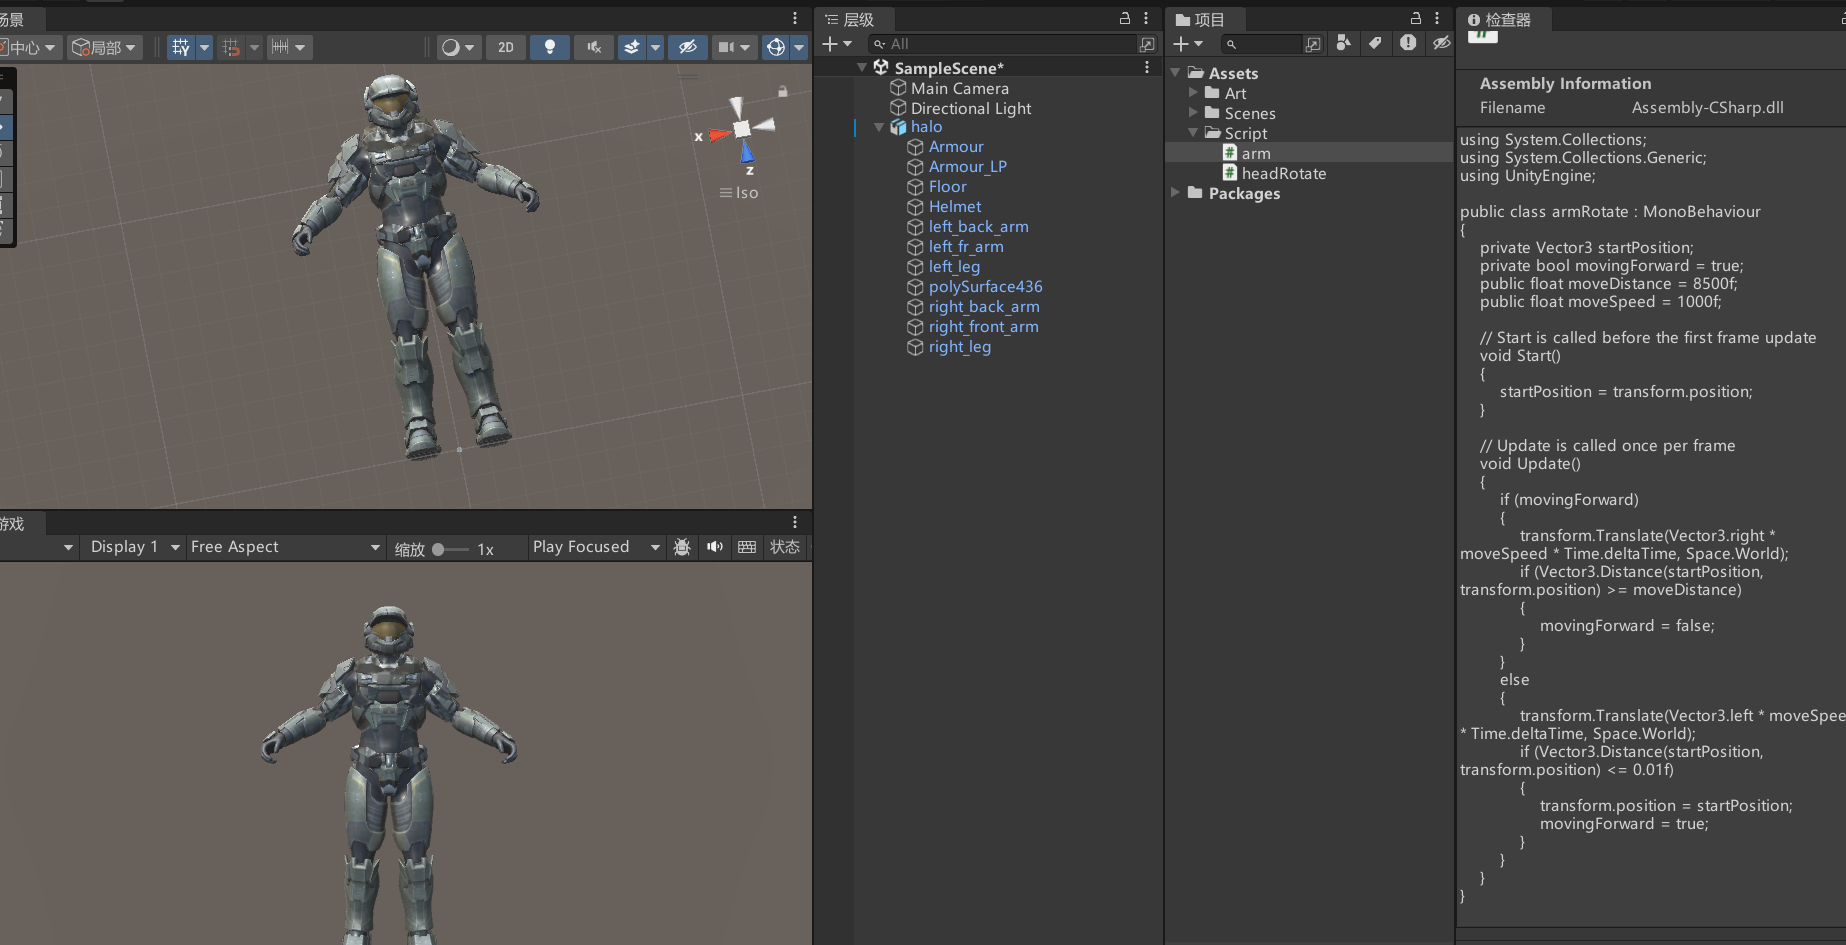 场景
中心
局部
2D
x
z
Iso
游戏
Display 1
Free Aspect
缩放
1x
Play Focused
状态
层级
All
SampleScene*
Main Camera
Directional Light
halo
Armour
Armour_LP
Floor
Helmet
left_back_arm
left_fr_arm
left_leg
polySurface436
right_back_arm
right_front_arm
right_leg
项目
Assets
Art
Scenes
Script
arm
headRotate
Packages
检查器
Assembly Information
Filename Assembly-CSharp.dll
using System.Collections;
using System.Collections.Generic;
using UnityEngine;
public class armRotate : MonoBehaviour
{
private Vector3 startPosition;
private bool movingForward = true;
public float moveDistance = 8500f;
public float moveSpeed = 1000f;
// Start is called before the first frame update
void Start()
{
startPosition = transform.position;
}
// Update is called once per frame
void Update()
{
if (movingForward)
{
transform.Translate(Vector3.right *
moveSpeed * Time.deltaTime, Space.World);
if (Vector3.Distance(startPosition,
transform.position) >= moveDistance)
{
movingForward = false;
}
}
else
{
transform.Translate(Vector3.left * moveSpee
* Time.deltaTime, Space.World);
if (Vector3.Distance(startPosition,
transform.position) <= 0.01f)
{
transform.position = startPosition;
movingForward = true;
}
}
}
}